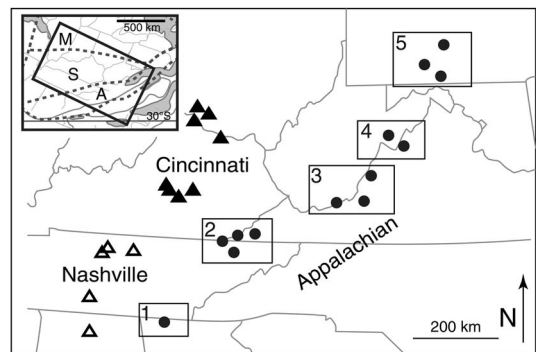 500 km
M
S
A
30°S
5
4
Cincinnati
3
2
Appalachian
Nashville
1
N
200 km